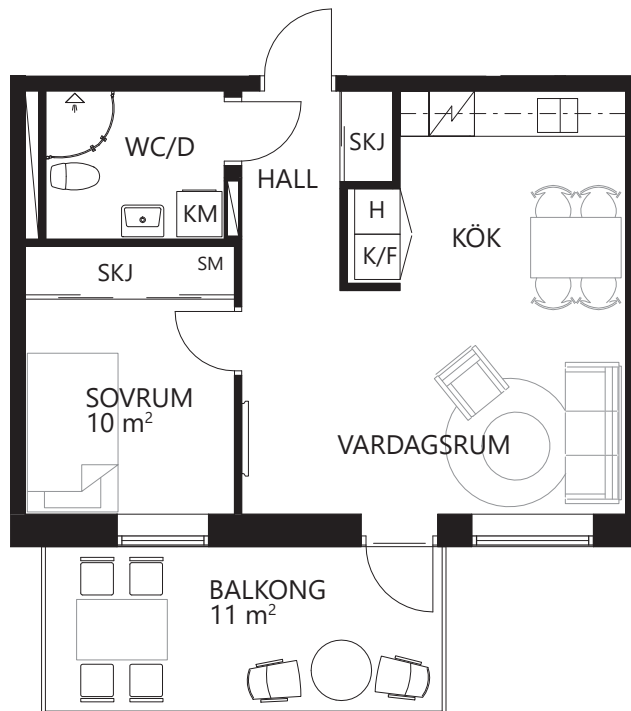 WC/D
SKJ
HALL
KM
H
KÖK
K/F
SKJ
SM
SOVRUM
10 m²
VARDAGSRUM
BALKONG
11 m²